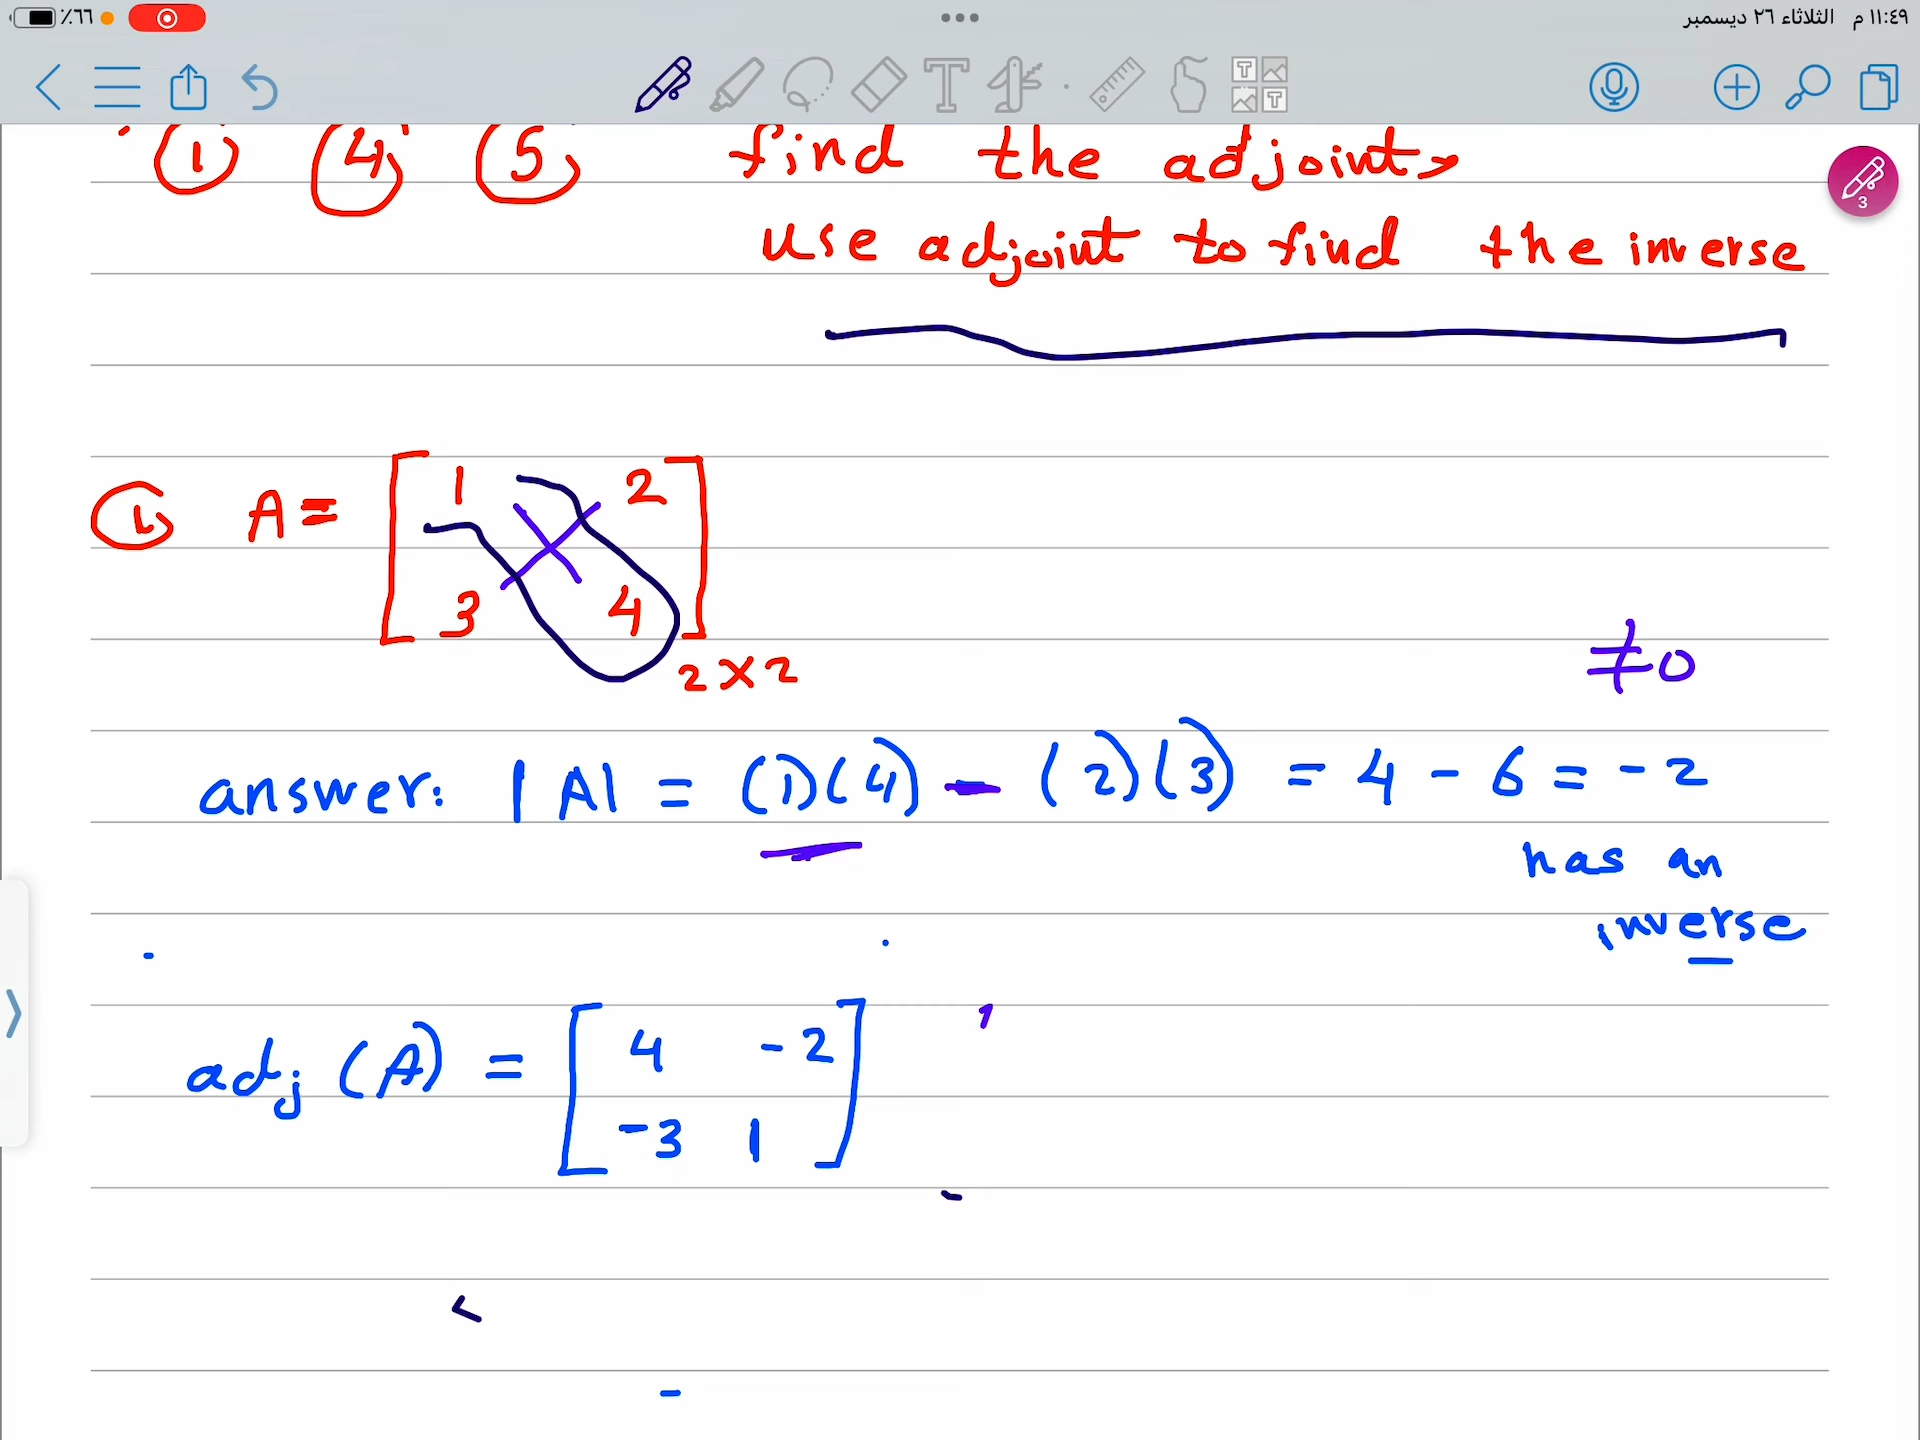 ٪٦٦ ١١:٤٩ م الثلاثاء ٢٦ ديسمبر
① ④ ⑤ find the adjoint,
use adjoint to find the inverse
3
① A = [1 2
3 4] 2×2
≠0
answer: |A| = (1)(4) - (2)(3) = 4 - 6 = -2
has an
inverse
adj (A) = [4 -2
-3 1]